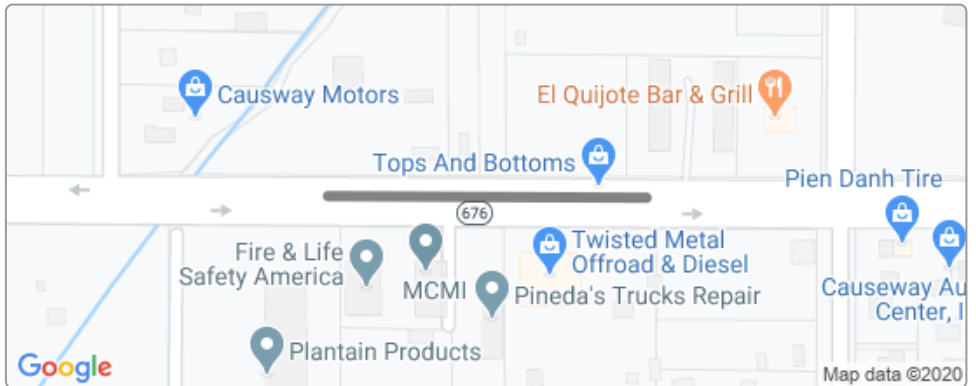 Causway Motors
El Quijote Bar & Grill
Tops And Bottoms
Pien Danh Tire
676
Fire & Life
Safety America
MCMI
Twisted Metal
Offroad & Diesel
Pineda's Trucks Repair
Causeway Au
Center, I
Plantain Products
Google
Map data ©2020